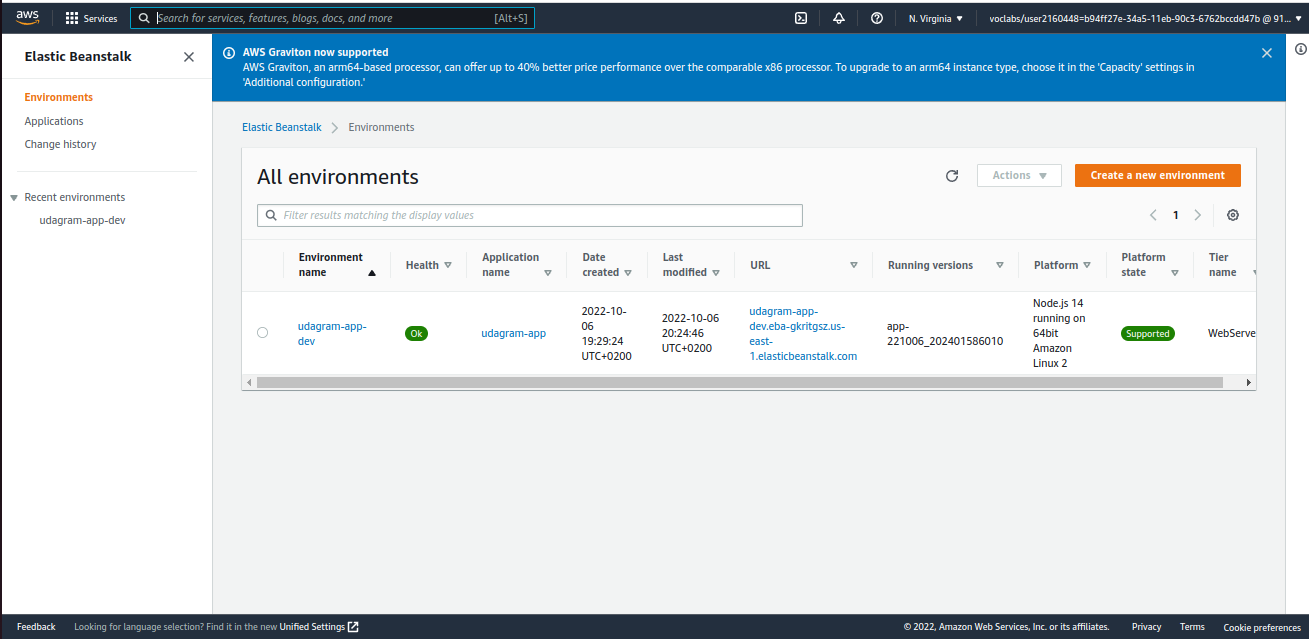 aws
Services
Search for services, features, blogs, docs, and more
[Alt+S]
N. Virginia
voclabs/user2160448=b94ff27e-34a5-11eb-90c3-6762bccdd47b @ 91...
Elastic Beanstalk
Environments
Applications
Change history
Recent environments
udagram-app-dev
AWS Graviton now supported
AWS Graviton, an arm64-based processor, can offer up to 40% better price performance over the comparable x86 processor. To upgrade to an arm64 instance type, choose it in the 'Capacity' settings in
'Additional configuration.'
Elastic Beanstalk
Environments
All environments
Actions
Create a new environment
Filter results matching the display values
1
Environment
name
Health
Application
name
Date
created
Last
modified
URL
Running versions
Platform
Platform
state
Tier
name
udagram-app-
dev
Ok
udagram-app
2022-10-
06
19:29:24
UTC+0200
2022-10-06
20:24:46
UTC+0200
udagram-app-
dev.eba-gkritgsz.us-
east-
1.elasticbeanstalk.com
app-
221006_202401586010
Node.js 14
running on
64bit
Amazon
Linux 2
Supported
WebServe
Feedback
Looking for language selection? Find it in the new Unified Settings
© 2022, Amazon Web Services, Inc. or its affiliates.
Privacy
Terms
Cookie preferences